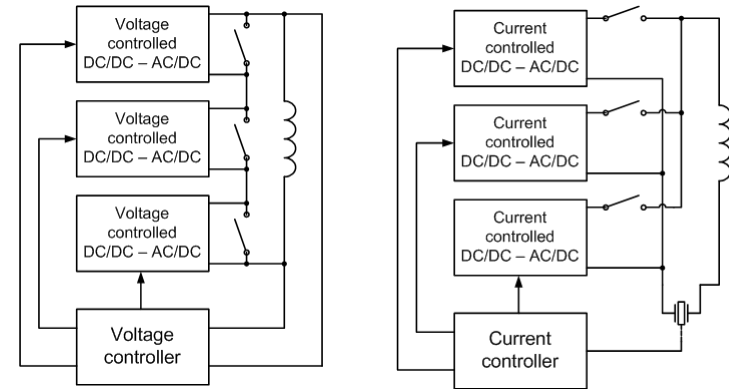 Voltage
controlled
DC/DC – AC/DC
Voltage
controlled
DC/DC – AC/DC
Voltage
controlled
DC/DC – AC/DC
Voltage
controller
Current
controlled
DC/DC – AC/DC
Current
controlled
DC/DC – AC/DC
Current
controlled
DC/DC – AC/DC
Current
controller